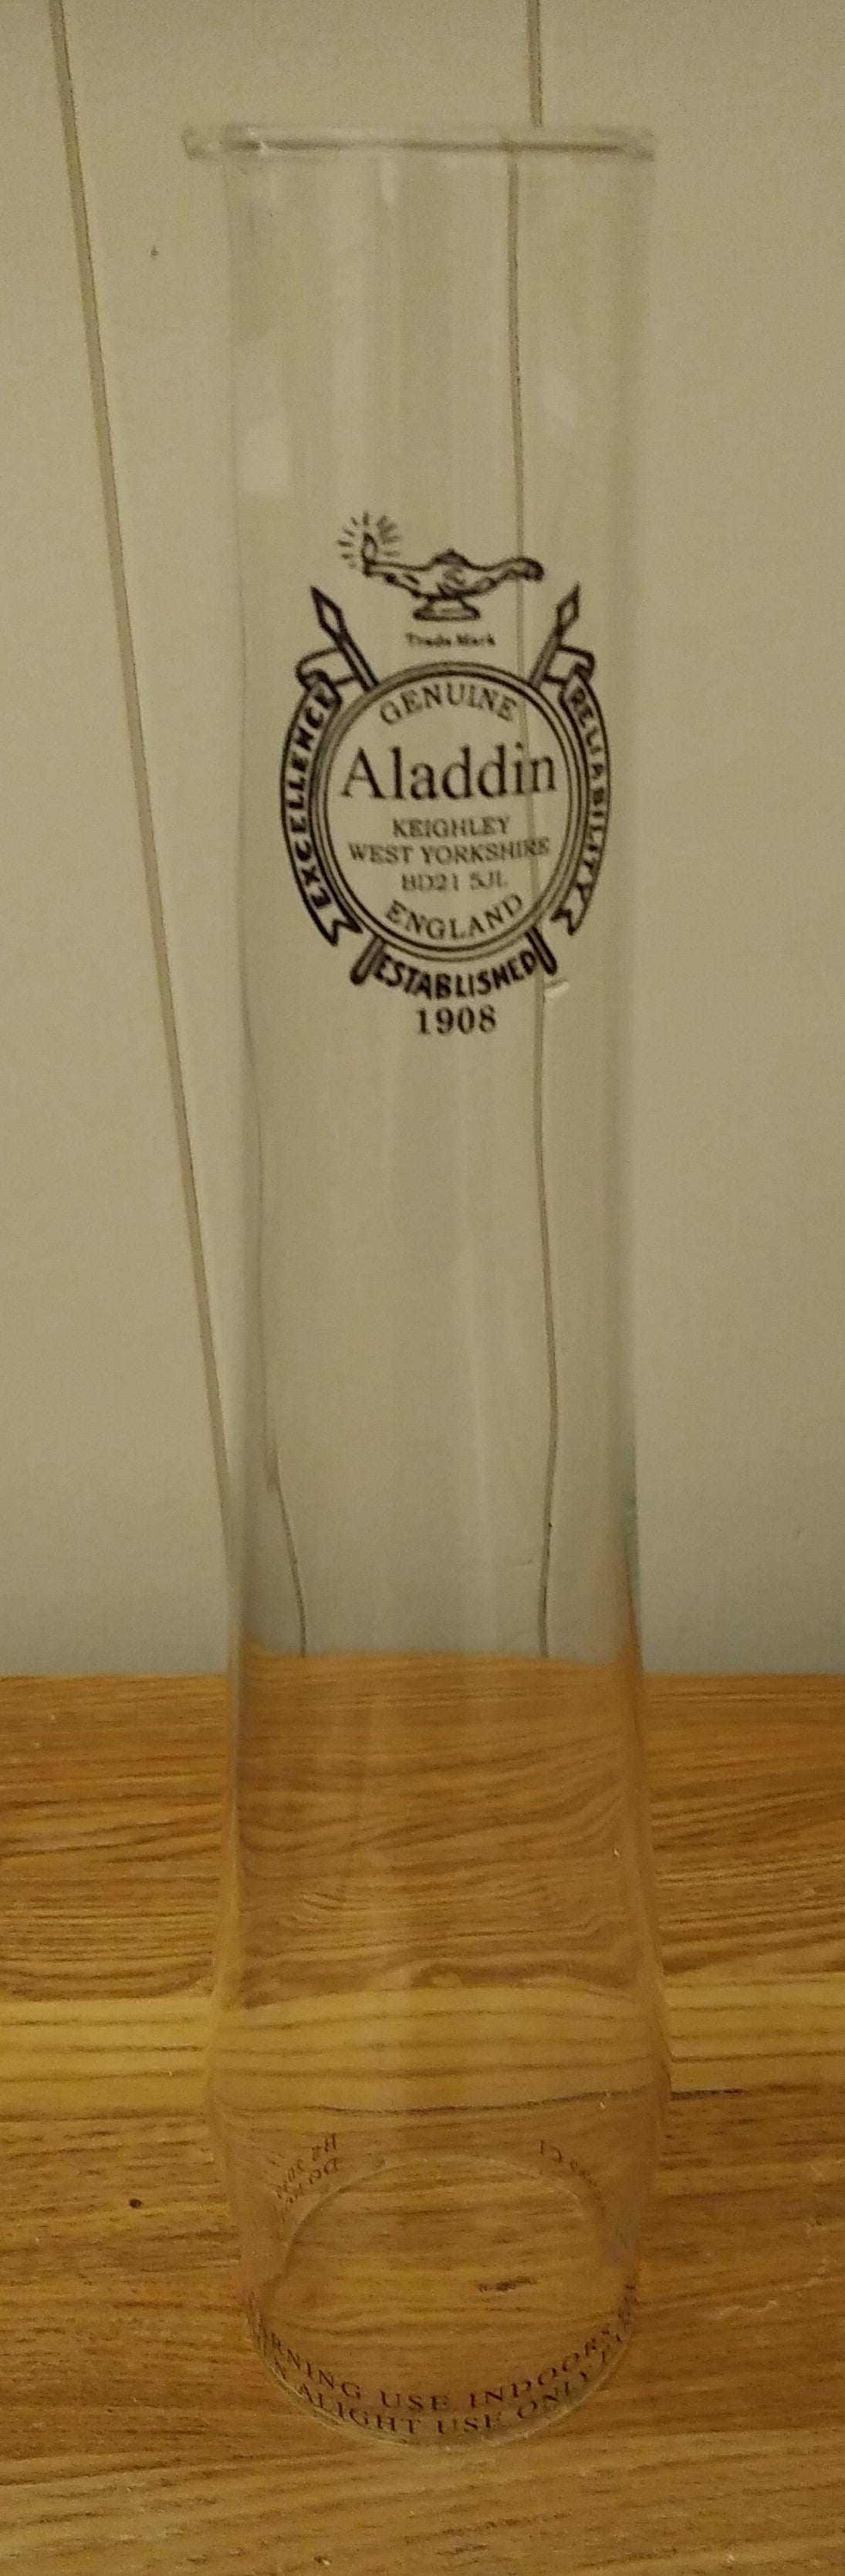 Trade Mark
EXCELLENCE
RELIABILITY
GENUINE
Aladdin
KEIGHLEY
WEST YORKSHIRE
BD21 5JL
ENGLAND
ESTABLISHED
1908
USE INDOORS
ALIGHT USE ONLY